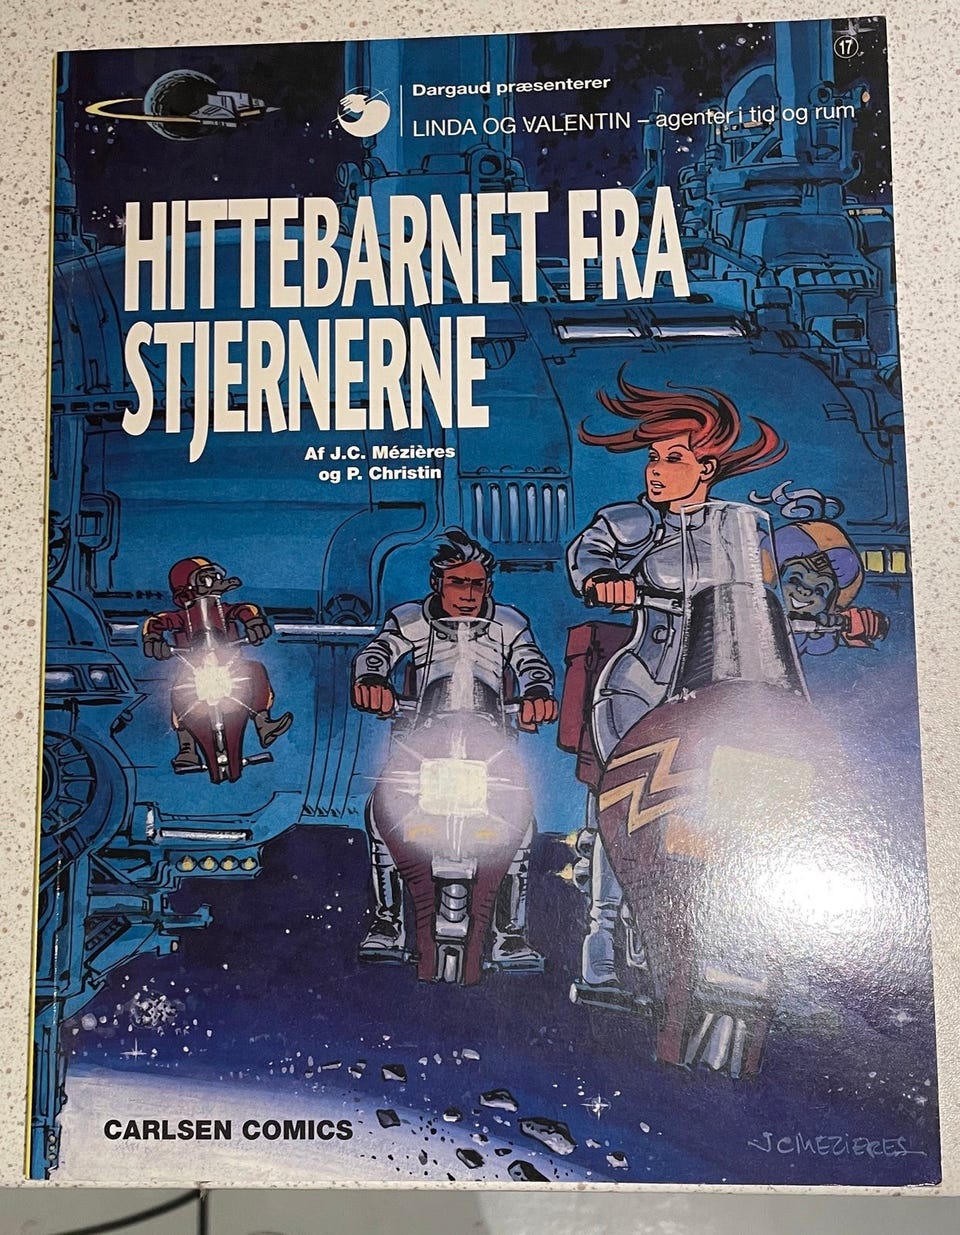 17
Dargaud præsenterer
LINDA OG VALENTIN – agenter i tid og rum
HITTEBARNET FRA
STJERNERNE
Af J.C. Mézières
og P. Christin
CARLSEN COMICS
JC MEZIERES